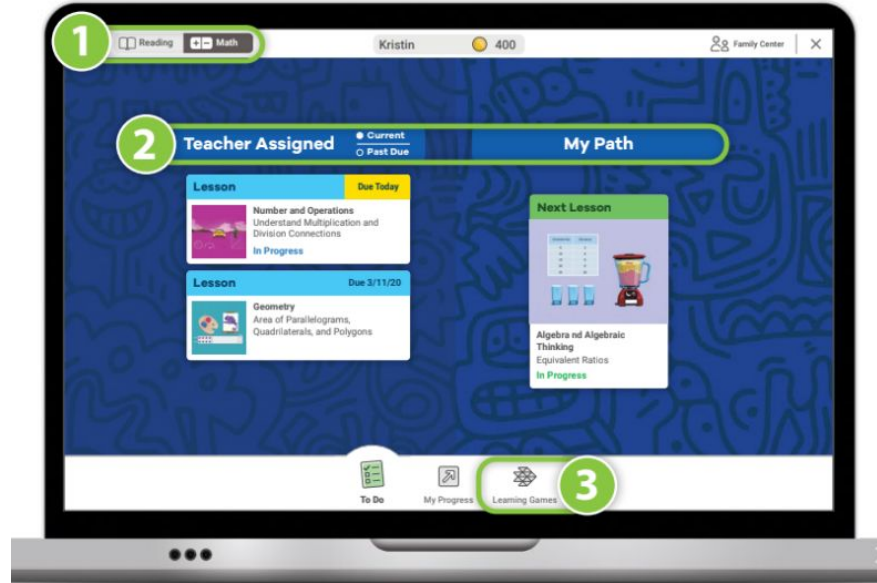 1
Reading
Math
Kristin
400
Family Center
2
Teacher Assigned
Current
Past Due
My Path
Lesson
Due Today
Number and Operations
Understand Multiplication and
Division Connections
In Progress
Lesson
Due 3/11/20
Geometry
Area of Parallelograms,
Quadrilaterals, and Polygons
Next Lesson
Algebra nd Algebraic
Thinking
Equivalent Ratios
In Progress
To Do
My Progress
Learning Games
3